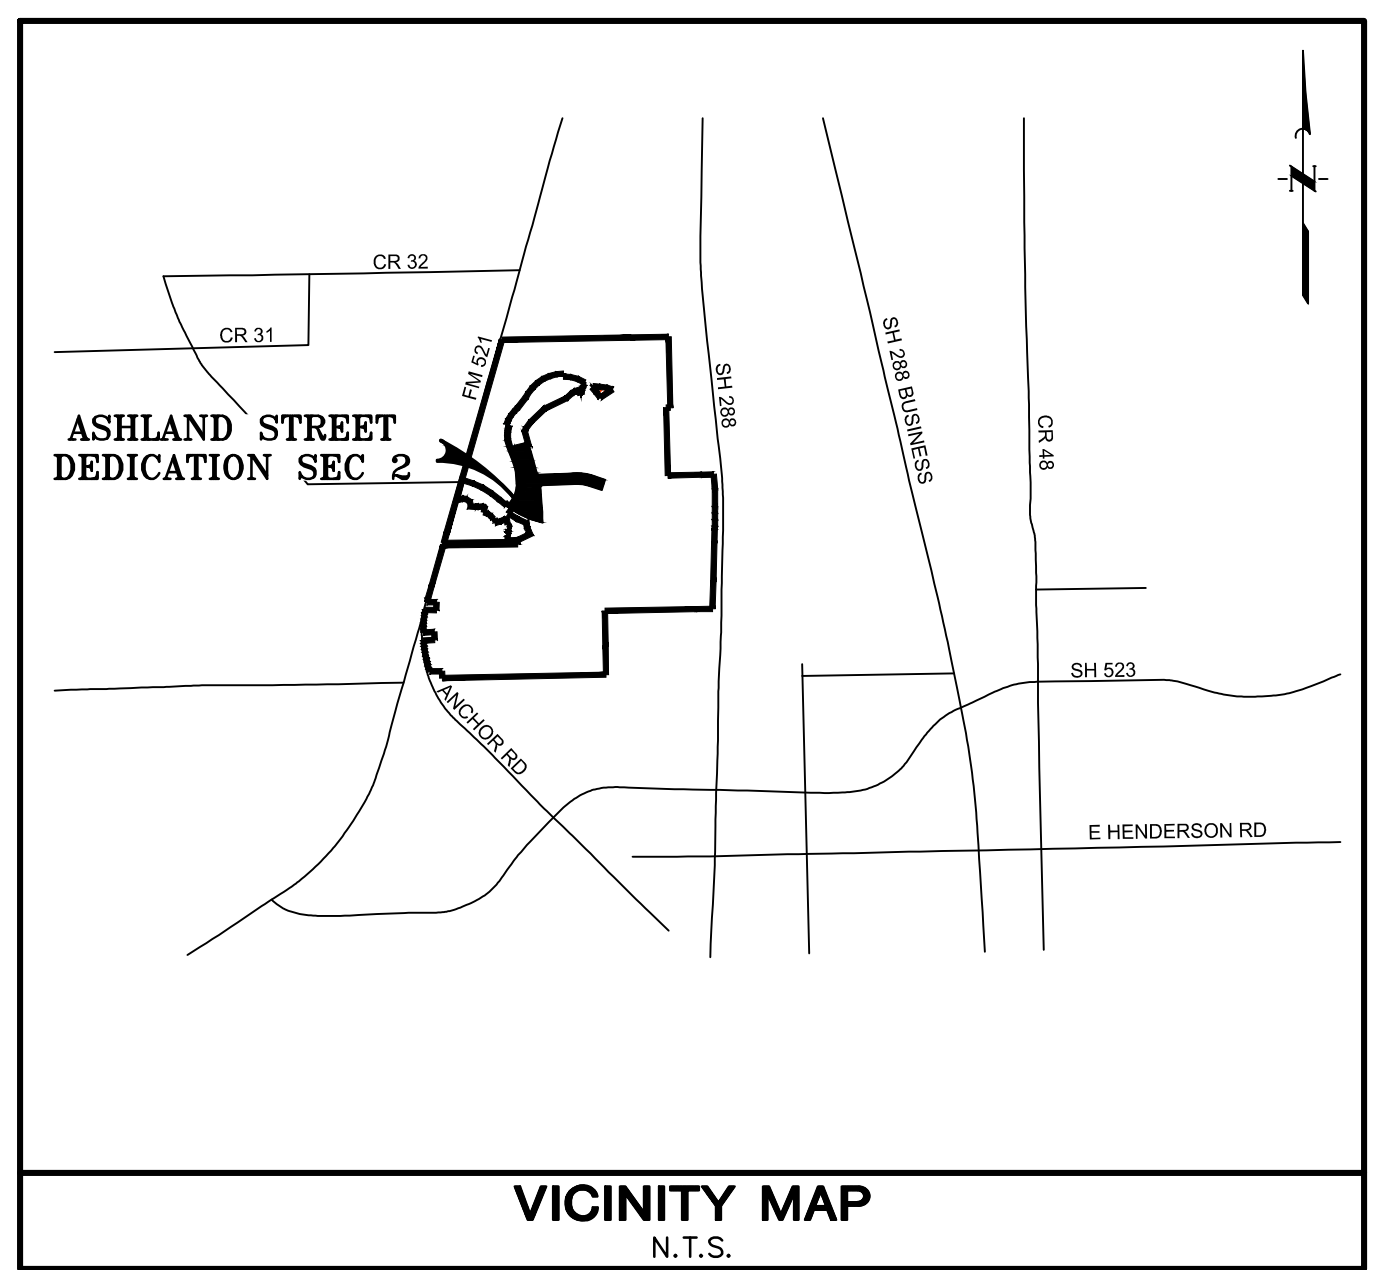 N
CR 32
CR 31
FM 521
SH 288
SH 288 BUSINESS
CR 48
ASHLAND STREET
DEDICATION SEC 2
SH 523
ANCHOR RD
E HENDERSON RD
VICINITY MAP
N.T.S.